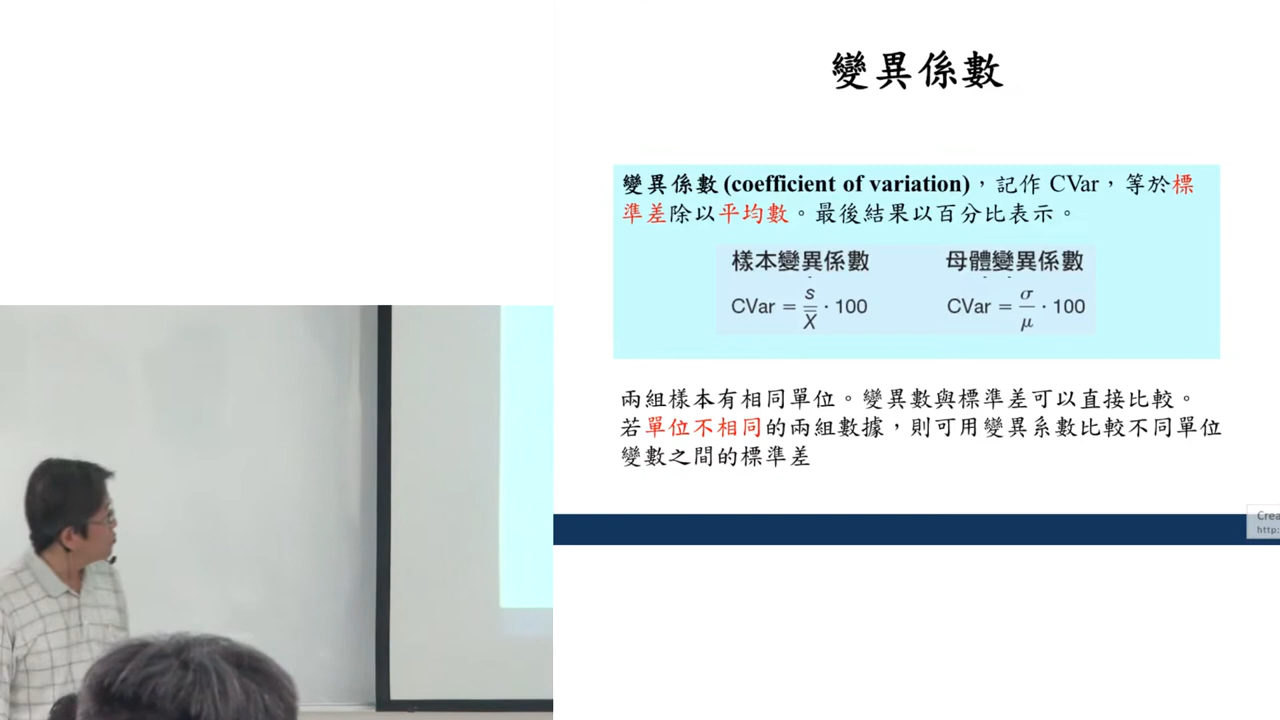 變異係數
變異係數(coefficient of variation),記作 CVar,等於標
準差除以平均數。最後結果以百分比表示。
樣本變異係數 母體變異係數
CVar = s/X̄ · 100 CVar = σ/μ · 100
兩組樣本有相同單位。變異數與標準差可以直接比較。
若單位不相同的兩組數據,則可用變異系數比較不同單位
變數之間的標準差
Crea
http: